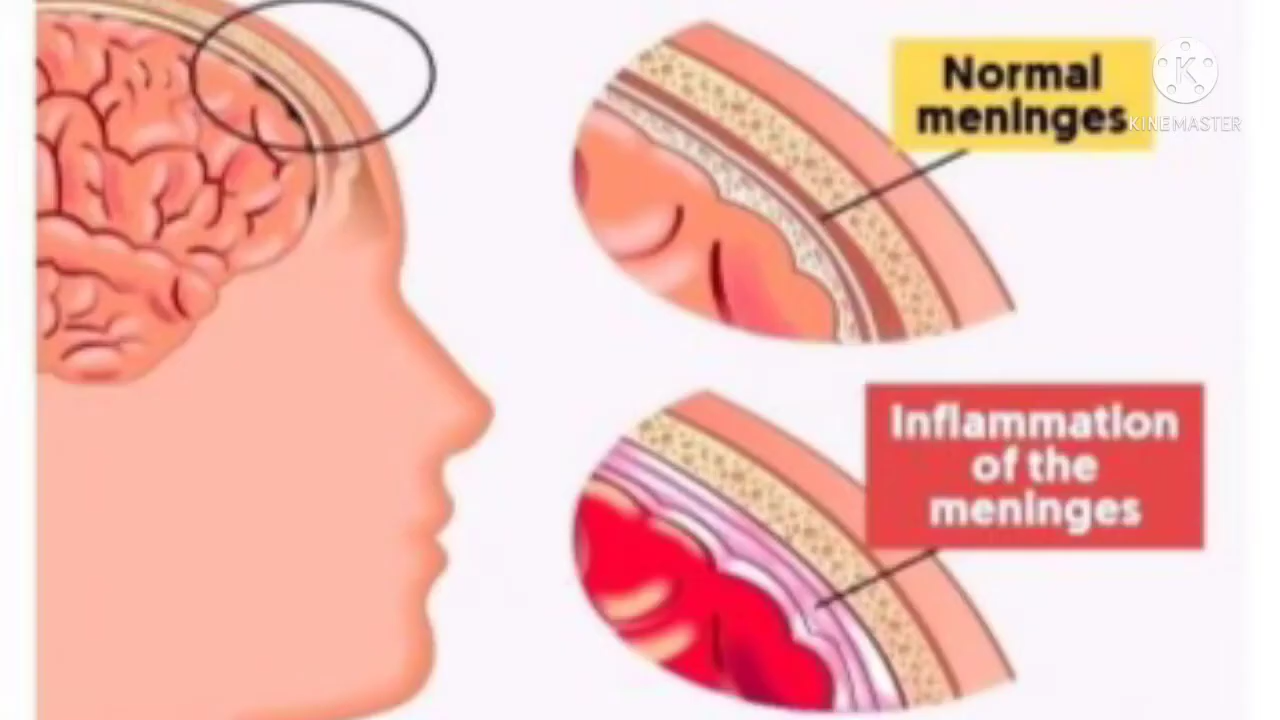 Normal
meninges
K
KINEMASTER
Inflammation
of the
meninges